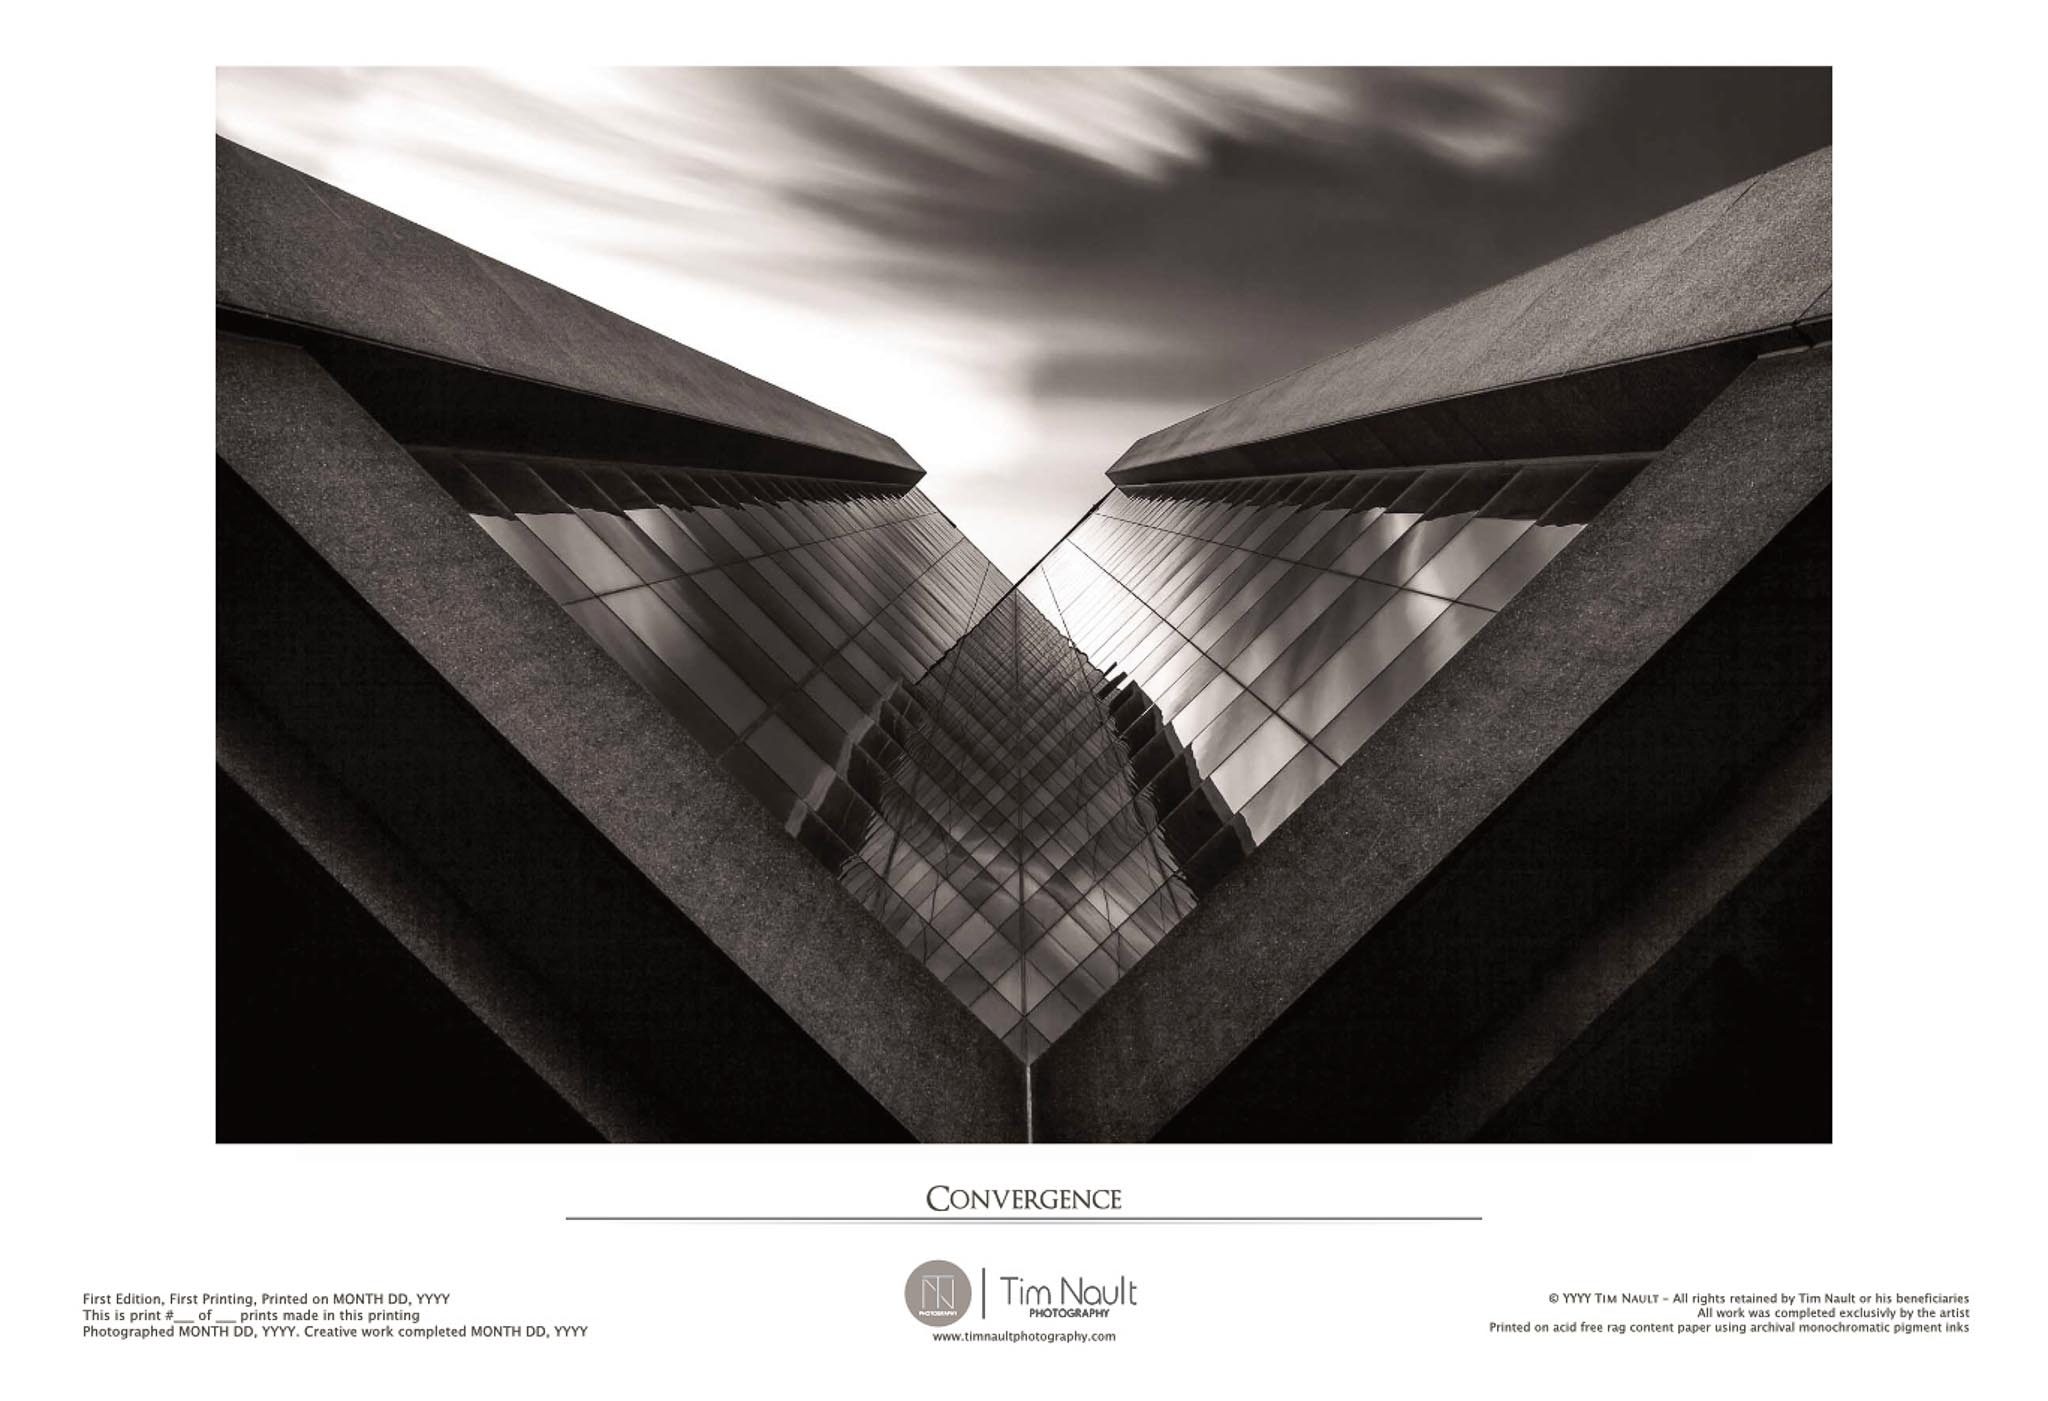 CONVERGENCE
First Edition, First Printing, Printed on MONTH DD, YYYY
This is print #___ of ___ prints made in this printing
Photographed MONTH DD, YYYY. Creative work completed MONTH DD, YYYY
TN
PHOTOGRAPHY
Tim Nault
PHOTOGRAPHY
www.timnaultphotography.com
© YYYY TIM NAULT – All rights retained by Tim Nault or his beneficiaries
All work was completed exclusivly by the artist
Printed on acid free rag content paper using archival monochromatic pigment inks